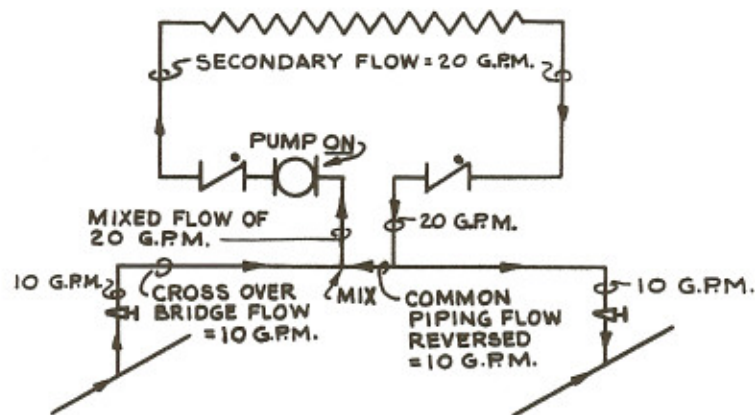 SECONDARY FLOW = 20 G.P.M.
PUMP ON
MIXED FLOW OF
20 G.P.M.
20 G.P.M.
10 G.P.M.
CROSS OVER
BRIDGE FLOW
= 10 G.P.M.
MIX
COMMON
PIPING FLOW
REVERSED
= 10 G.P.M.
10 G.P.M.